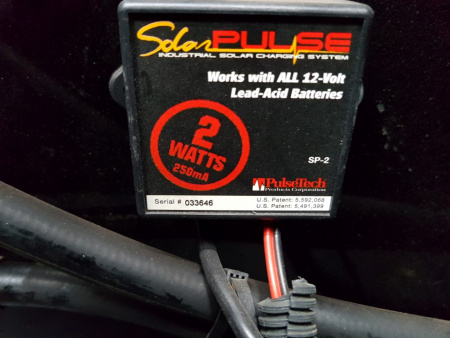 SolarPULSE
INDUSTRIAL SOLAR CHARGING SYSTEM
Works with ALL 12-Volt
Lead-Acid Batteries
2
WATTS
250mA
SP-2
PulseTech
Products Corporation
Serial # 033646
U.S. Patent: 5,592,068
U.S. Patent: 5,491,399